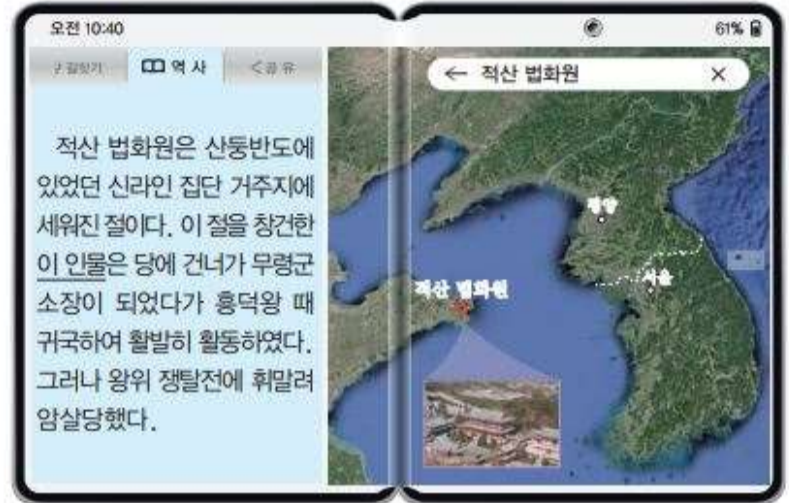 오전 10:40
61%
길찾기
역사
공유
← 적산 법화원 ×
적산 법화원은 산둥반도에
있었던 신라인 집단 거주지에
세워진 절이다. 이 절을 창건한
이 인물은 당에 건너가 무령군
소장이 되었다가 흥덕왕 때
귀국하여 활발히 활동하였다.
그러나 왕위 쟁탈전에 휘말려
암살당했다.
평양
서울
적산 법화원